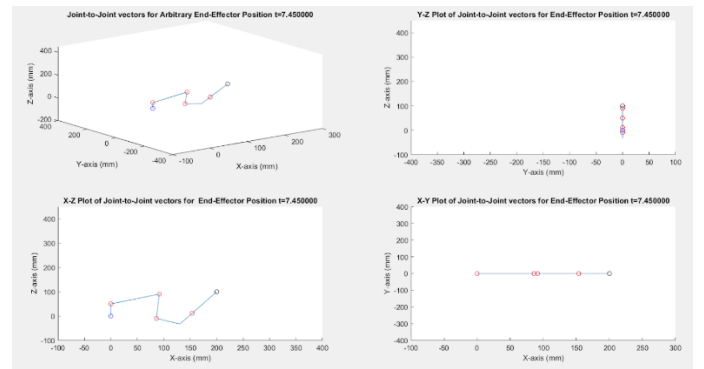 Joint-to-Joint vectors for Arbitrary End-Effector Position t=7.450000
400
200
0
-200
Z-axis (mm)
400
200
0
-200
-400
Y-axis (mm)
-100
0
100
200
300
X-axis (mm)
Y-Z Plot of Joint-to-Joint vectors for End-Effector Position t=7.450000
400
300
200
100
0
-100
Z-axis (mm)
-400 -350 -300 -250 -200 -150 -100 -50 0 50 100
Y-axis (mm)
X-Z Plot of Joint-to-Joint vectors for End-Effector Position t=7.450000
400
300
200
100
0
-100
Z-axis (mm)
-100 -50 0 50 100 150 200 250 300 350 400
X-axis (mm)
X-Y Plot of Joint-to-Joint vectors for End-Effector Position t=7.450000
400
300
200
100
0
-100
-200
-300
-400
Y-axis (mm)
-100 -50 0 50 100 150 200 250 300
X-axis (mm)